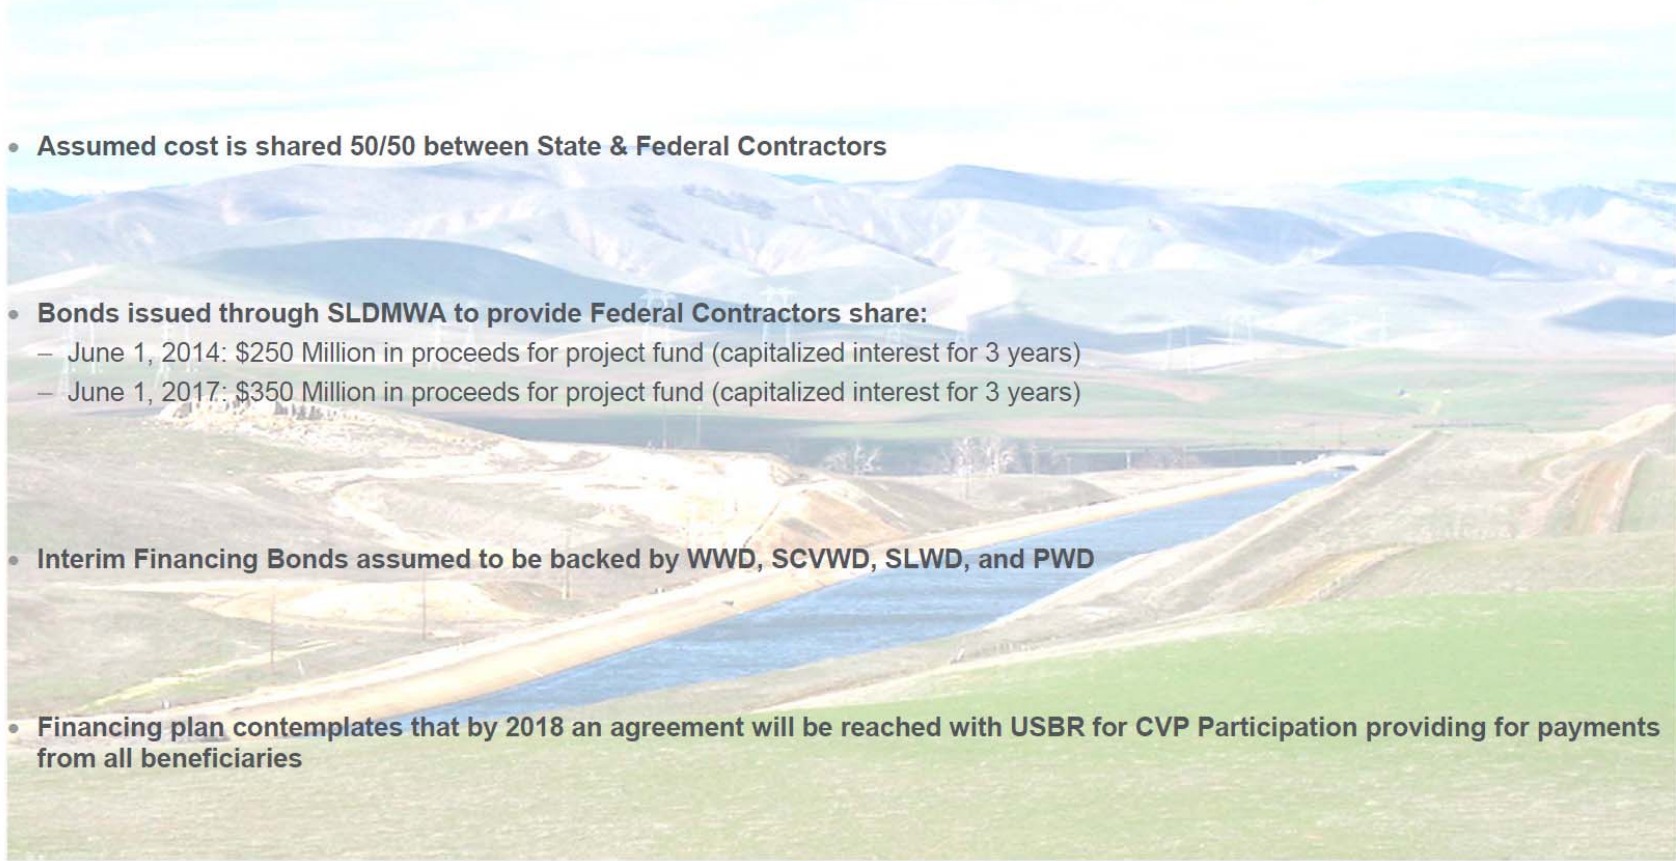 • Assumed cost is shared 50/50 between State & Federal Contractors
• Bonds issued through SLDMWA to provide Federal Contractors share:
– June 1, 2014: $250 Million in proceeds for project fund (capitalized interest for 3 years)
– June 1, 2017: $350 Million in proceeds for project fund (capitalized interest for 3 years)
• Interim Financing Bonds assumed to be backed by WWD, SCVWD, SLWD, and PWD
• Financing plan contemplates that by 2018 an agreement will be reached with USBR for CVP Participation providing for payments
from all beneficiaries